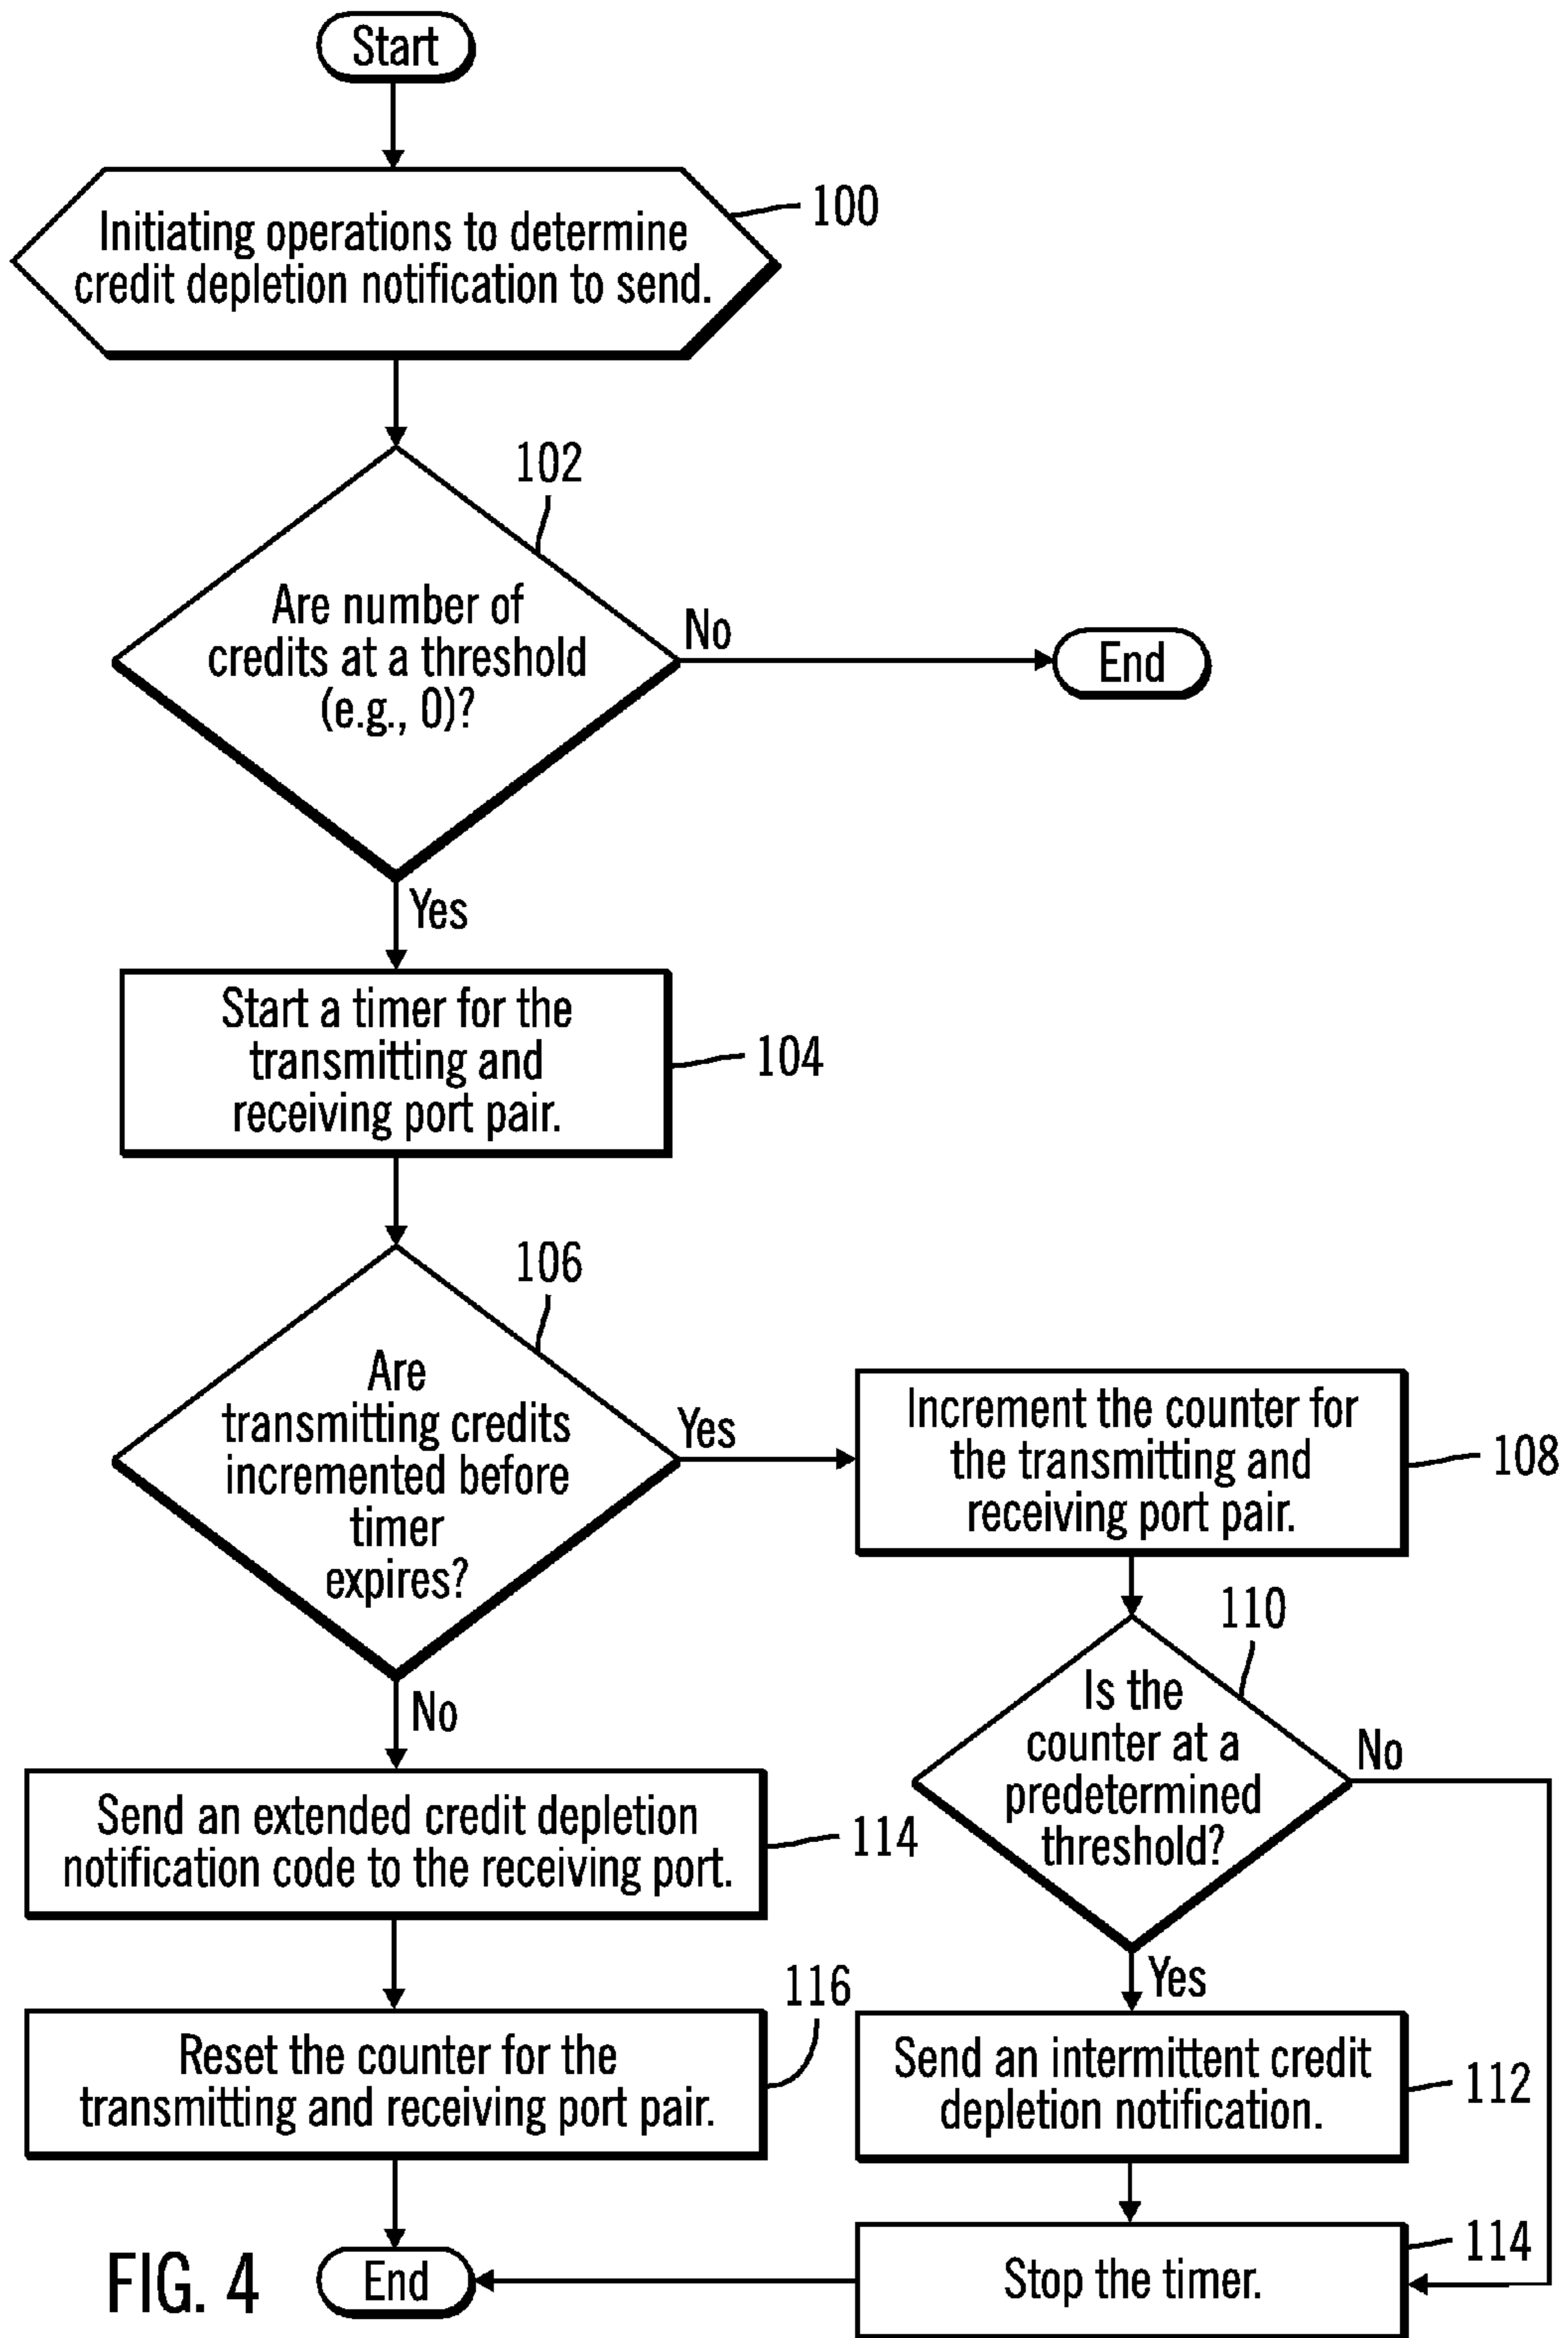 Start
Initiating operations to determine
credit depletion notification to send.
100
102
Are number of
credits at a threshold
(e.g., 0)?
No
End
Yes
Start a timer for the
transmitting and
receiving port pair.
104
106
Are
transmitting credits
incremented before
timer
expires?
Yes
Increment the counter for
the transmitting and
receiving port pair.
108
No
110
Is the
counter at a
predetermined
threshold?
No
Send an extended credit depletion
notification code to the receiving port.
114
Yes
116
Reset the counter for the
transmitting and receiving port pair.
Send an intermittent credit
depletion notification.
112
114
Stop the timer.
End
FIG. 4